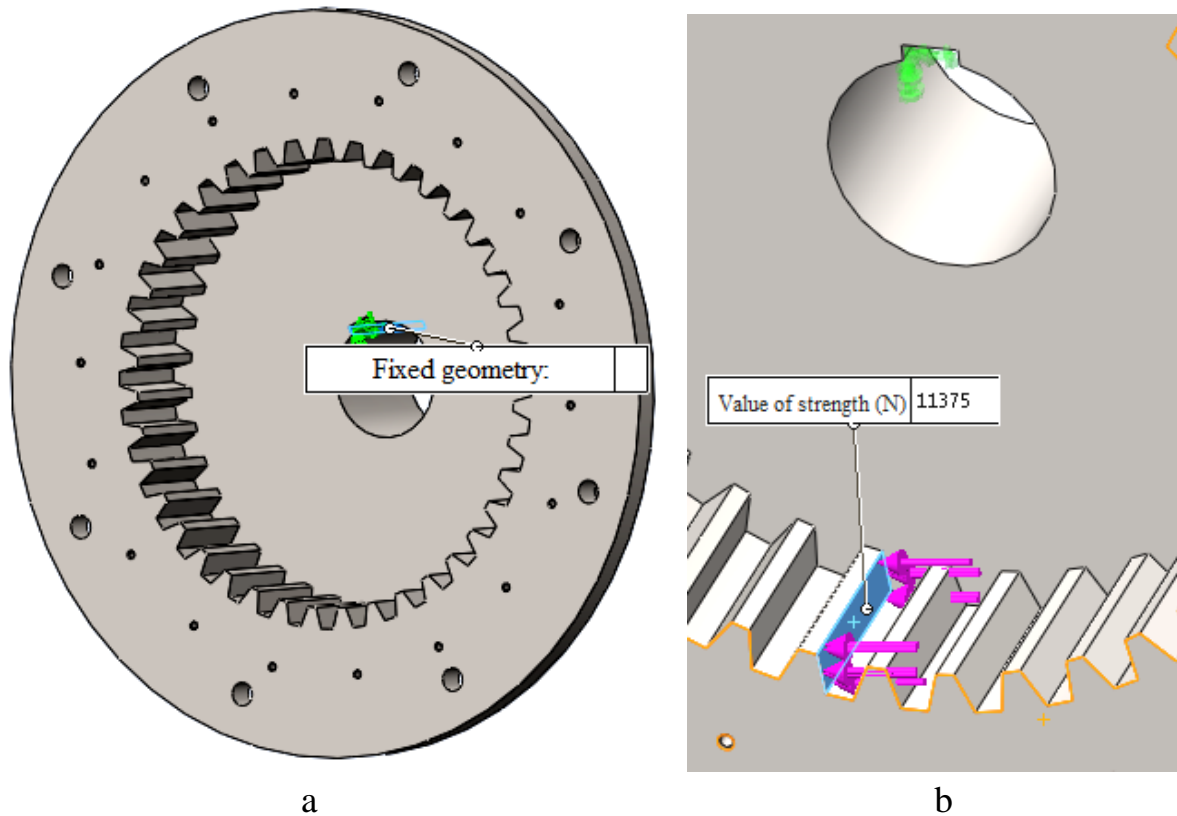 Fixed geometry:
Value of strength (N) 11375
a
b